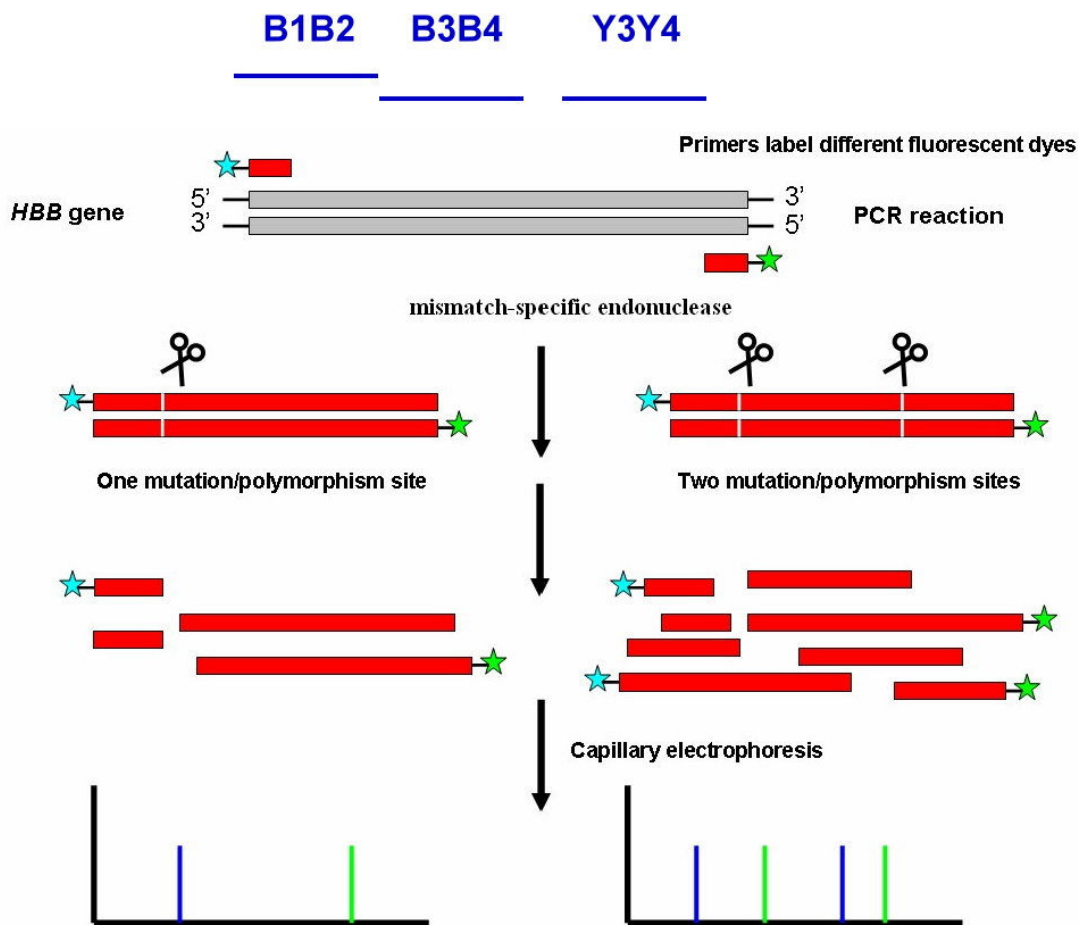 B1B2 B3B4 Y3Y4
Primers label different fluorescent dyes
5’ 3’
HBB gene PCR reaction
3’ 5’
mismatch-specific endonuclease
One mutation/polymorphism site Two mutation/polymorphism sites
Capillary electrophoresis